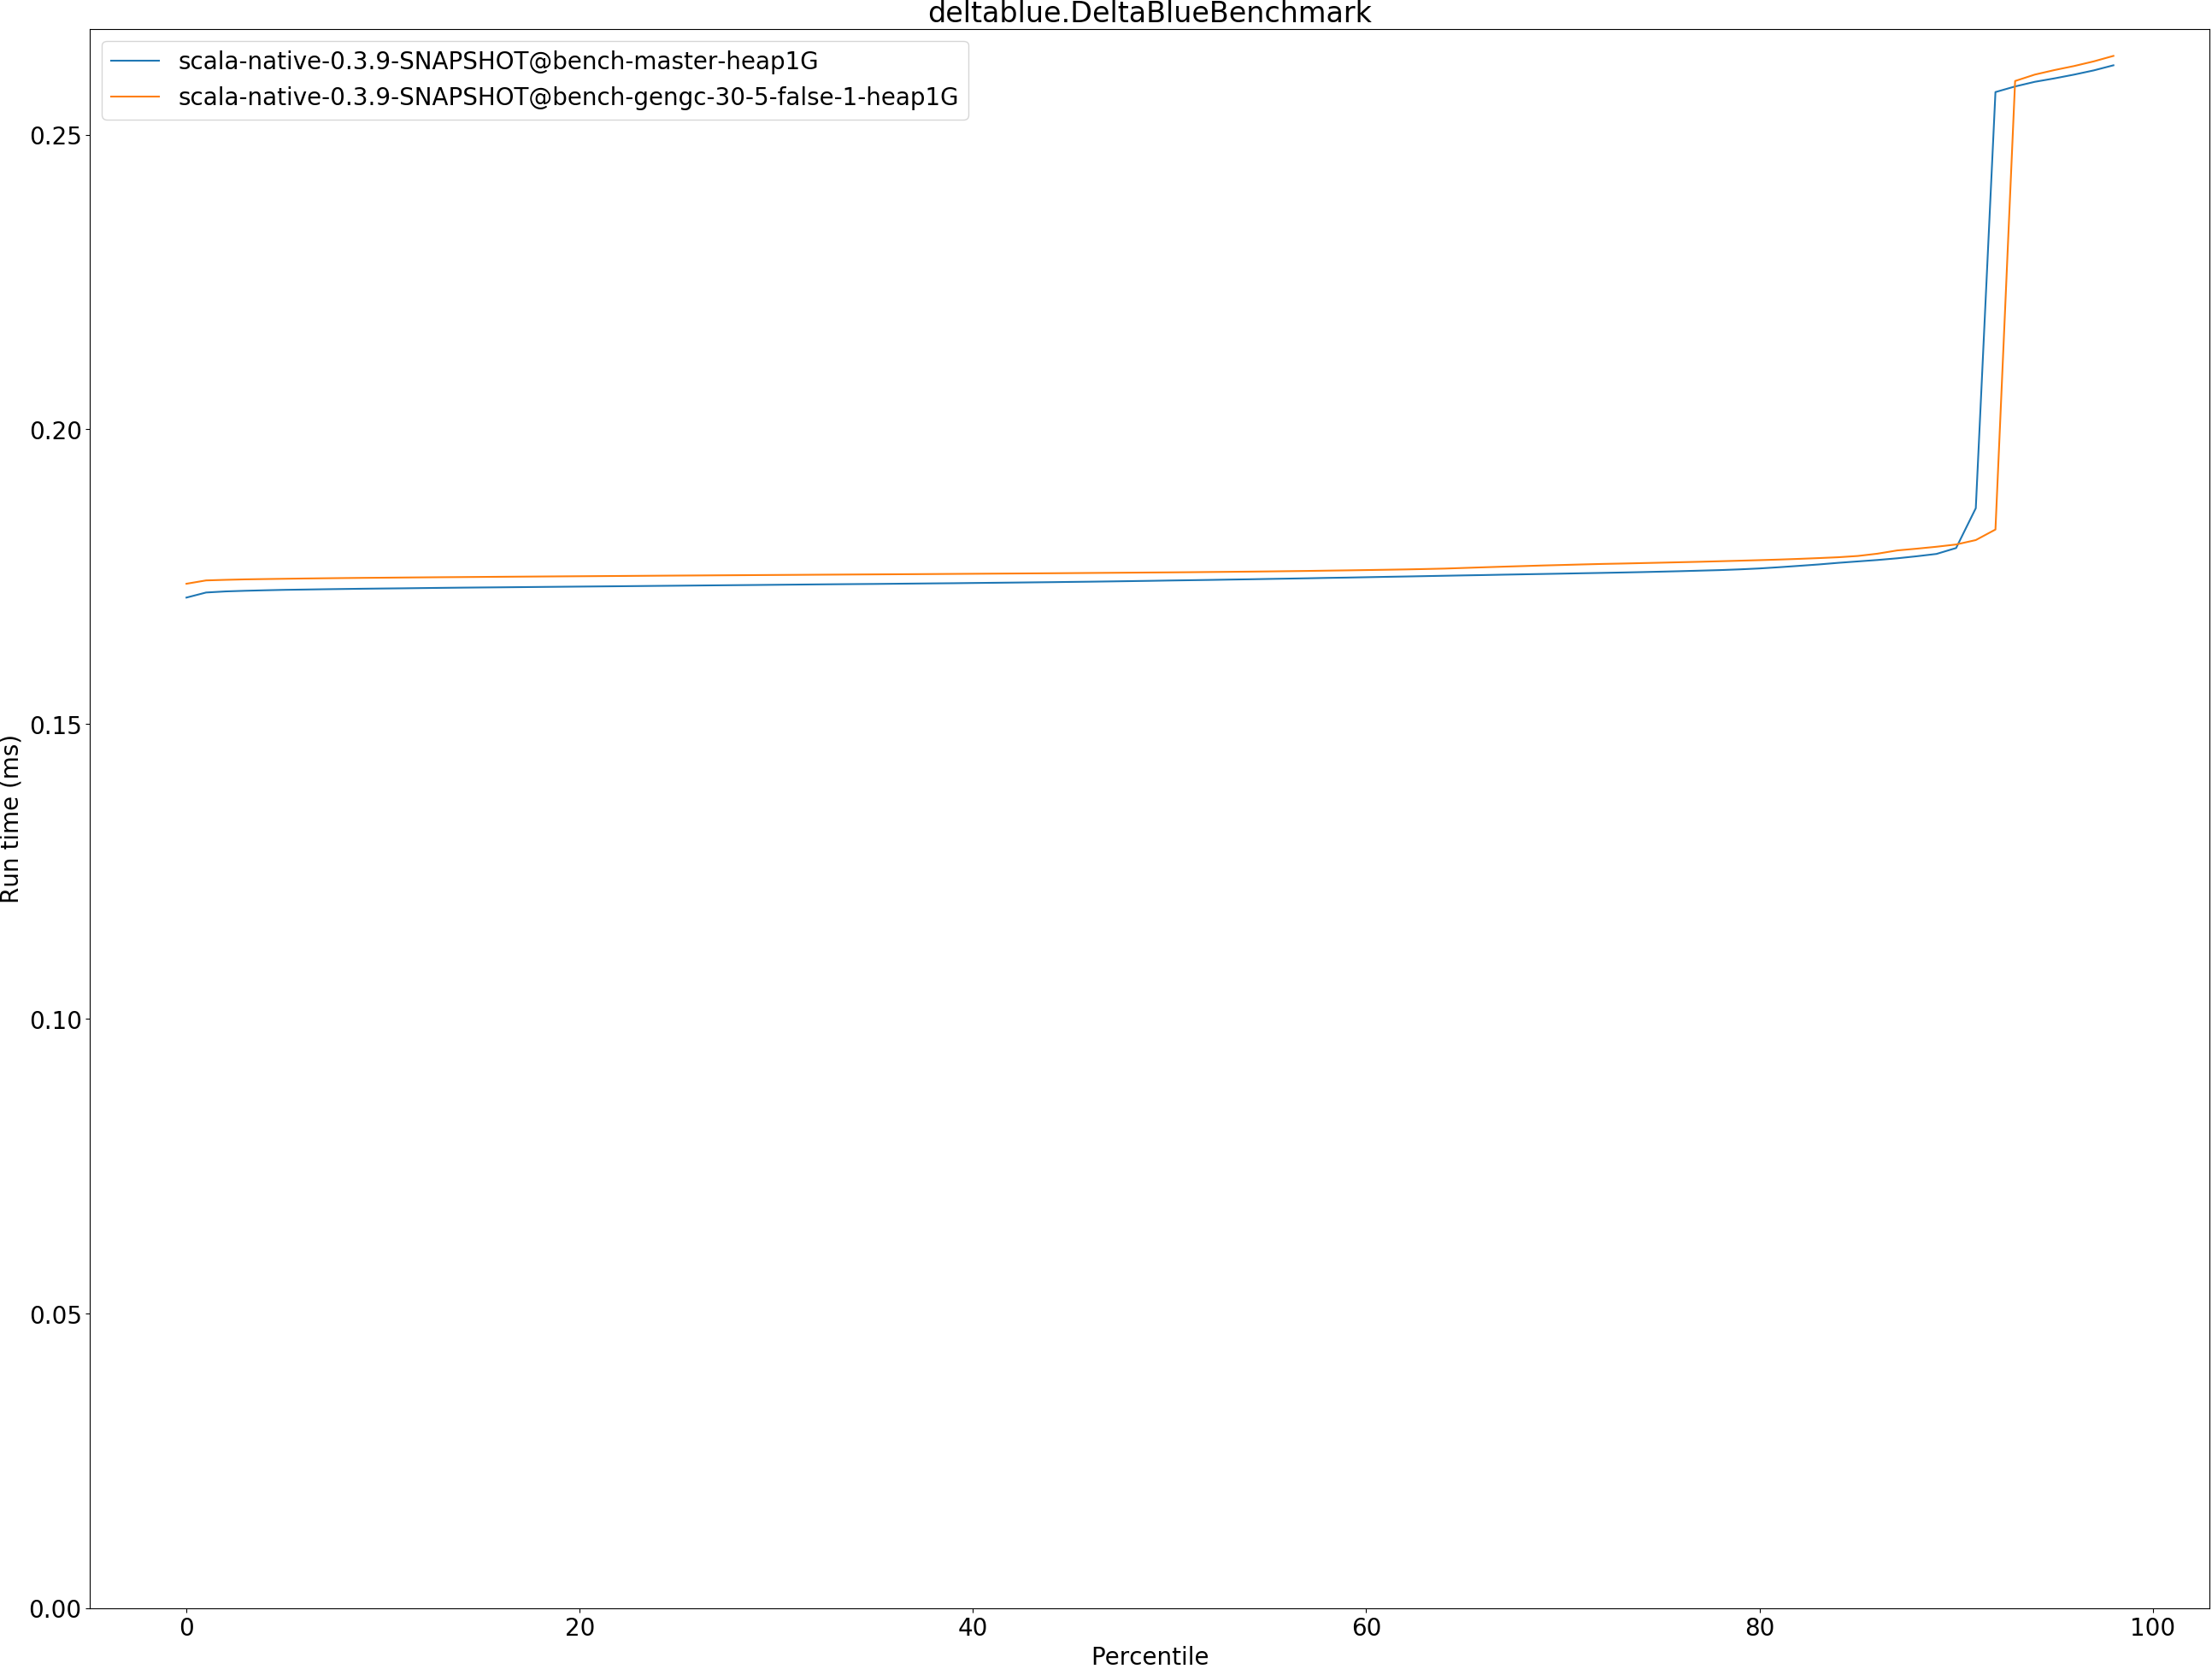 deltablue.DeltaBlueBenchmark
scala-native-0.3.9-SNAPSHOT@bench-master-heap1G
scala-native-0.3.9-SNAPSHOT@bench-gengc-30-5-false-1-heap1G
0.25
0.20
0.15
0.10
0.05
0.00
Run time (ms)
0 20 40 60 80 100
Percentile